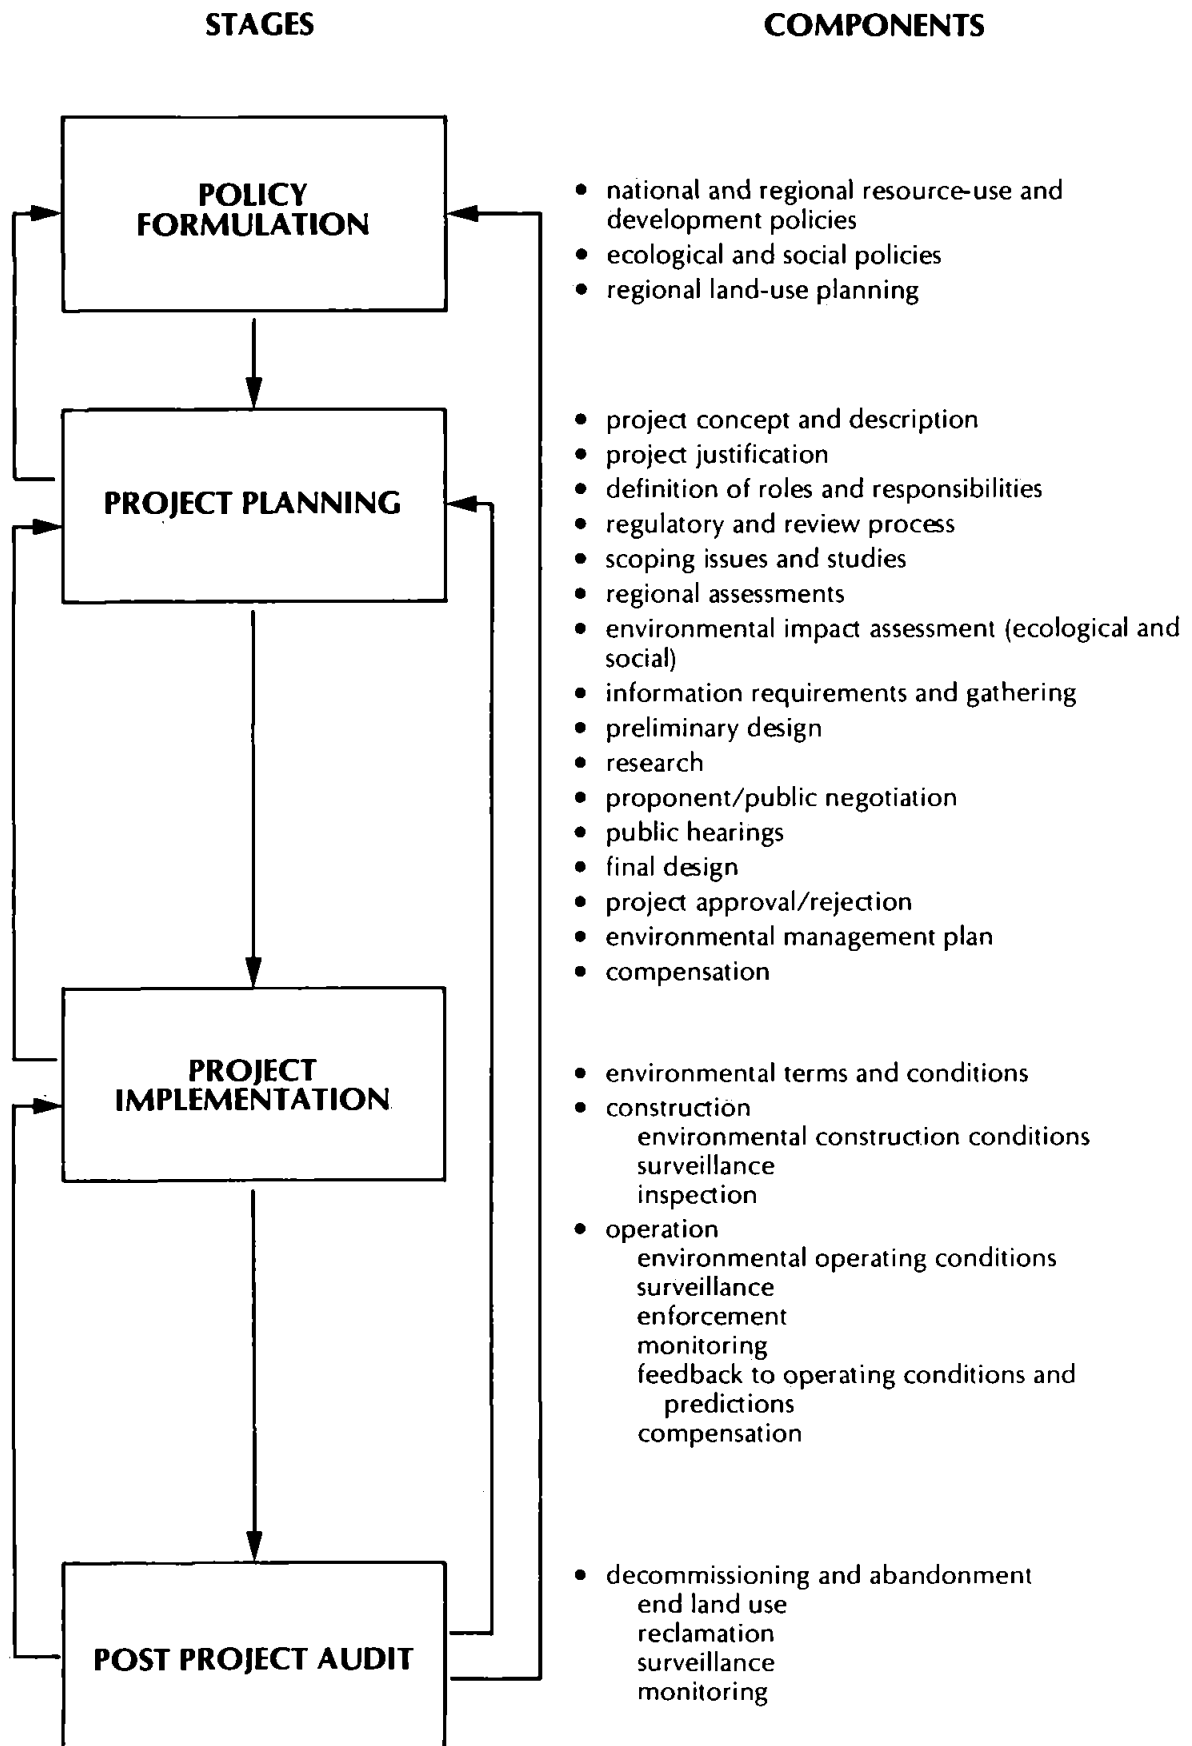 STAGES
COMPONENTS
POLICY
FORMULATION
• national and regional resource-use and
development policies
• ecological and social policies
• regional land-use planning
PROJECT PLANNING
• project concept and description
• project justification
• definition of roles and responsibilities
• regulatory and review process
• scoping issues and studies
• regional assessments
• environmental impact assessment (ecological and
social)
• information requirements and gathering
• preliminary design
• research
• proponent/public negotiation
• public hearings
• final design
• project approval/rejection
• environmental management plan
• compensation
PROJECT
IMPLEMENTATION
• environmental terms and conditions
• construction
environmental construction conditions
surveillance
inspection
• operation
environmental operating conditions
surveillance
enforcement
monitoring
feedback to operating conditions and
predictions
compensation
POST PROJECT AUDIT
• decommissioning and abandonment
end land use
reclamation
surveillance
monitoring